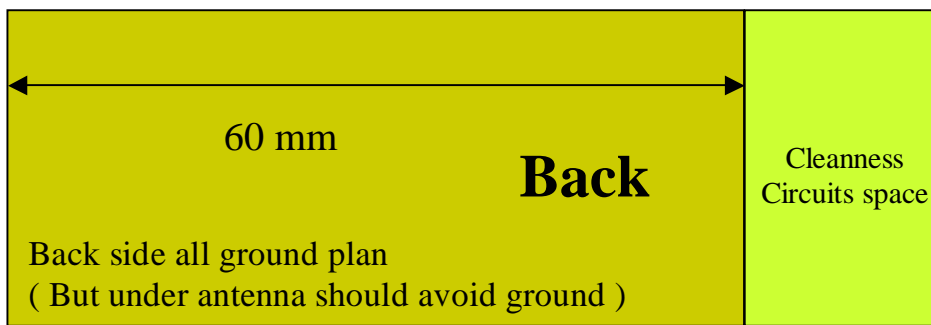 60 mm
Back
Cleanness
Circuits space
Back side all ground plan
( But under antenna should avoid ground )